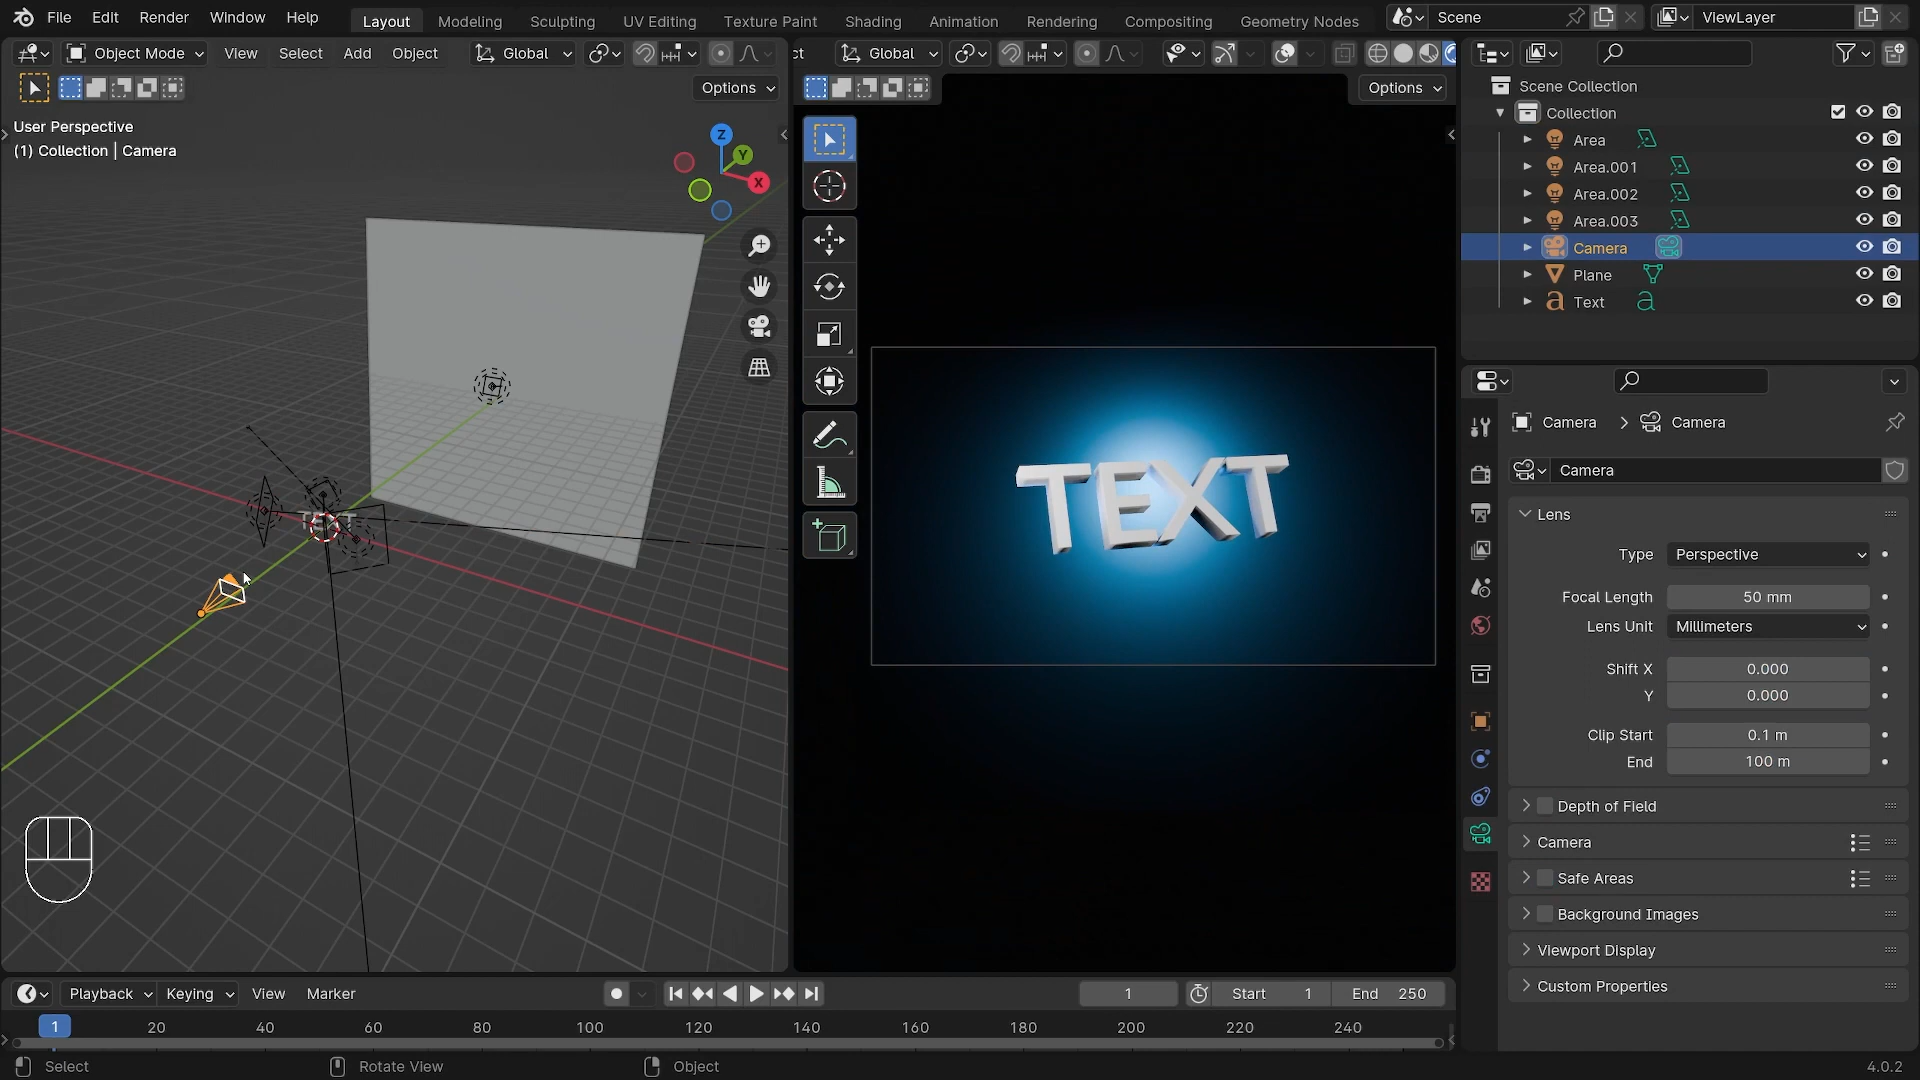 File Edit Render Window Help Layout Modeling Sculpting UV Editing Texture Paint Shading Animation Rendering Compositing Geometry Nodes Scene ViewLayer
Object Mode View Select Add Object Global
ct Global
Options
Options
User Perspective
(1) Collection | Camera
Z
Y
X
TEXT
TEXT
Scene Collection
Collection
Area
Area.001
Area.002
Area.003
Camera
Plane
Text
Camera Camera
Camera
Lens
Type Perspective
Focal Length 50 mm
Lens Unit Millimeters
Shift X 0.000
Y 0.000
Clip Start 0.1 m
End 100 m
Depth of Field
Camera
Safe Areas
Background Images
Viewport Display
Custom Properties
Playback Keying View Marker 1 Start 1 End 250
1 20 40 60 80 100 120 140 160 180 200 220 240
Select Rotate View Object 4.0.2